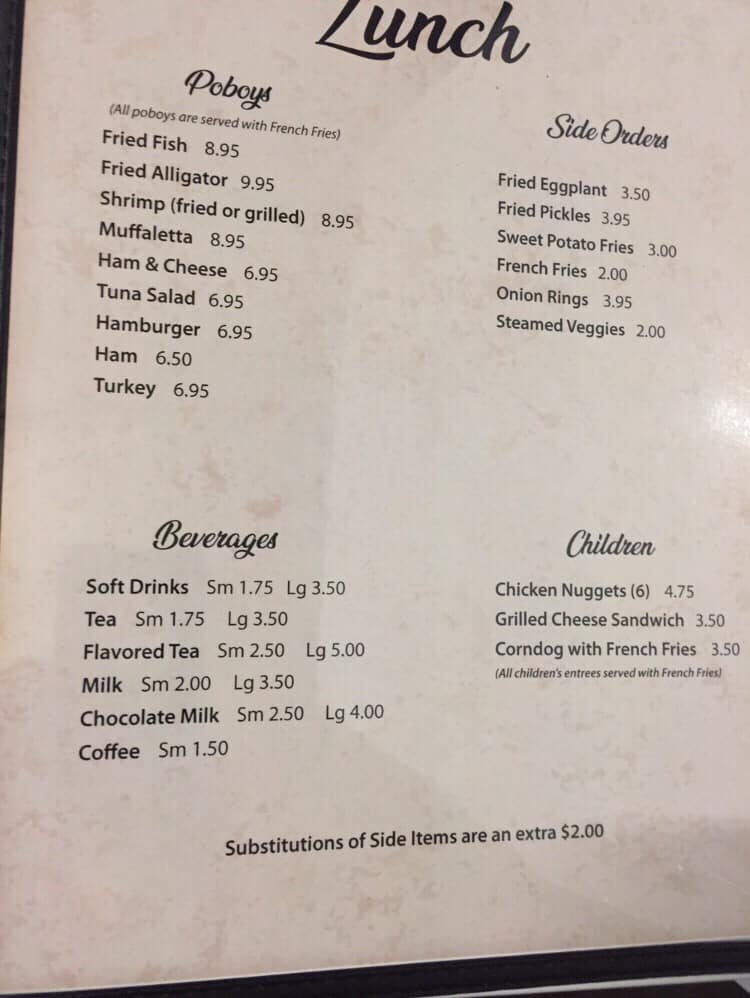 Lunch
Poboys
(All poboys are served with French Fries)
Fried Fish 8.95
Fried Alligator 9.95
Shrimp (fried or grilled) 8.95
Muffaletta 8.95
Ham & Cheese 6.95
Tuna Salad 6.95
Hamburger 6.95
Ham 6.50
Turkey 6.95
Side Orders
Fried Eggplant 3.50
Fried Pickles 3.95
Sweet Potato Fries 3.00
French Fries 2.00
Onion Rings 3.95
Steamed Veggies 2.00
Beverages
Soft Drinks Sm 1.75 Lg 3.50
Tea Sm 1.75 Lg 3.50
Flavored Tea Sm 2.50 Lg 5.00
Milk Sm 2.00 Lg 3.50
Chocolate Milk Sm 2.50 Lg 4.00
Coffee Sm 1.50
Children
Chicken Nuggets (6) 4.75
Grilled Cheese Sandwich 3.50
Corndog with French Fries 3.50
(All children's entrees served with French Fries)
Substitutions of Side Items are an extra $2.00